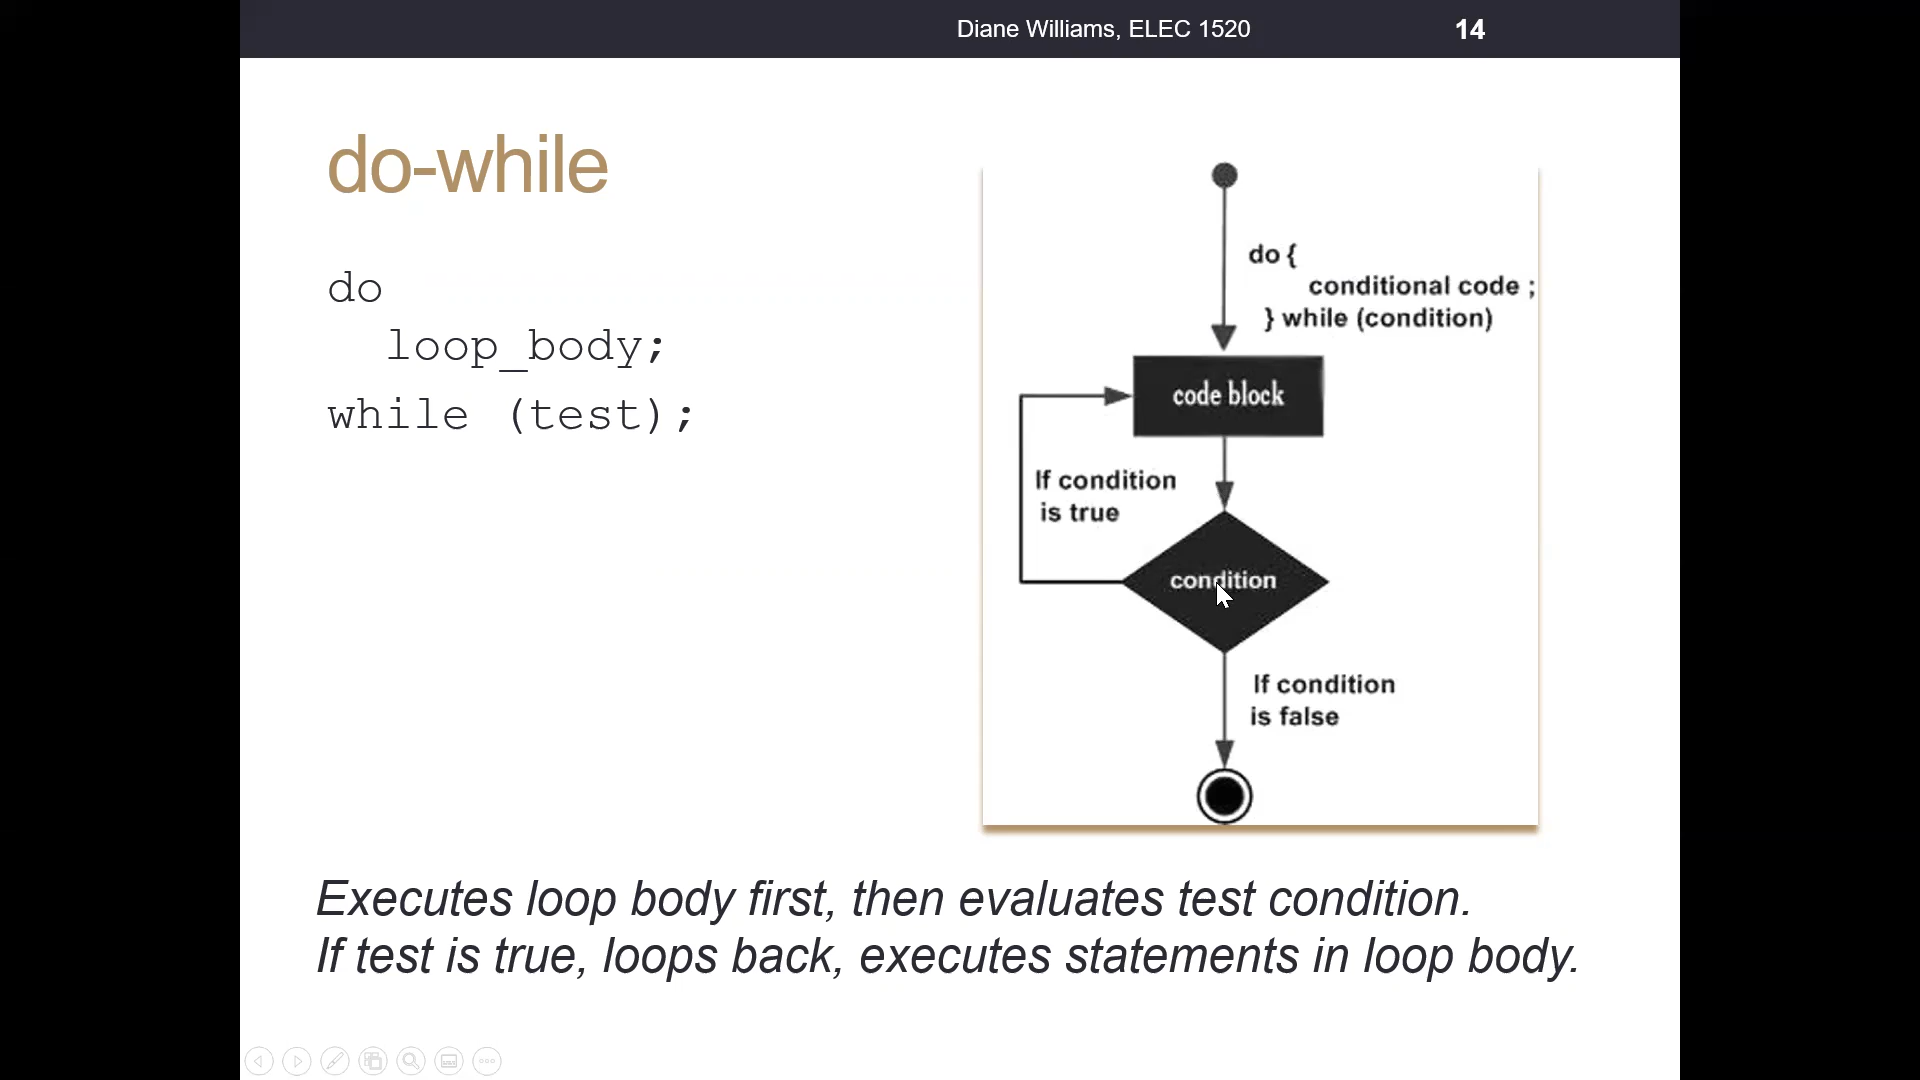 Diane Williams, ELEC 1520
14
do-while
do
loop_body;
while (test);
do {
conditional code ;
} while (condition)
code block
If condition
is true
condition
If condition
is false
Executes loop body first, then evaluates test condition.
If test is true, loops back, executes statements in loop body.